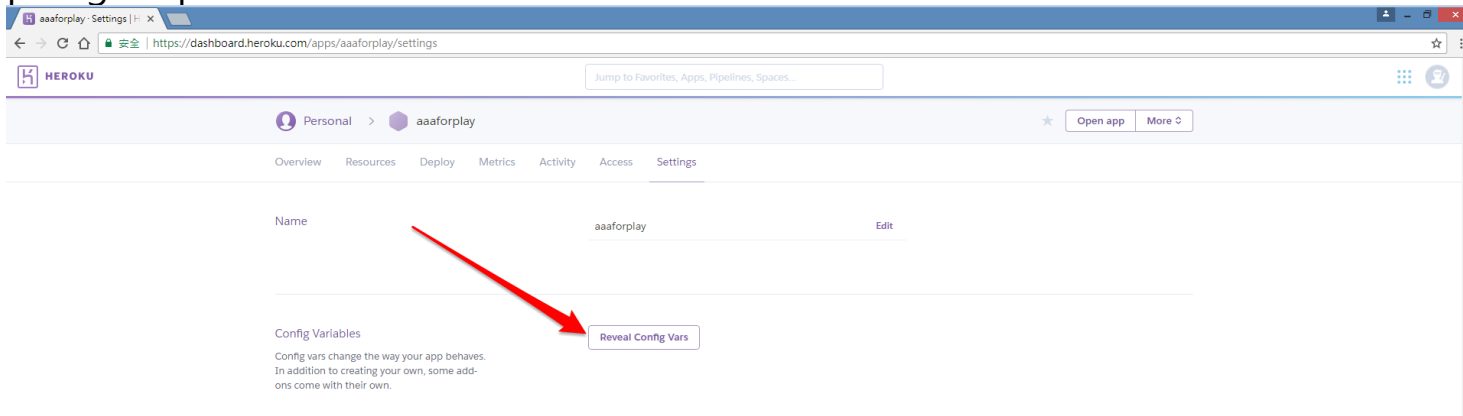 aaaforplay · Settings | H
安全 | https://dashboard.heroku.com/apps/aaaforplay/settings
HEROKU
Jump to Favorites, Apps, Pipelines, Spaces...
Personal > aaaforplay
Open app More
Overview Resources Deploy Metrics Activity Access Settings
Name
aaaforplay
Edit
Config Variables
Reveal Config Vars
Config vars change the way your app behaves.
In addition to creating your own, some add-
ons come with their own.